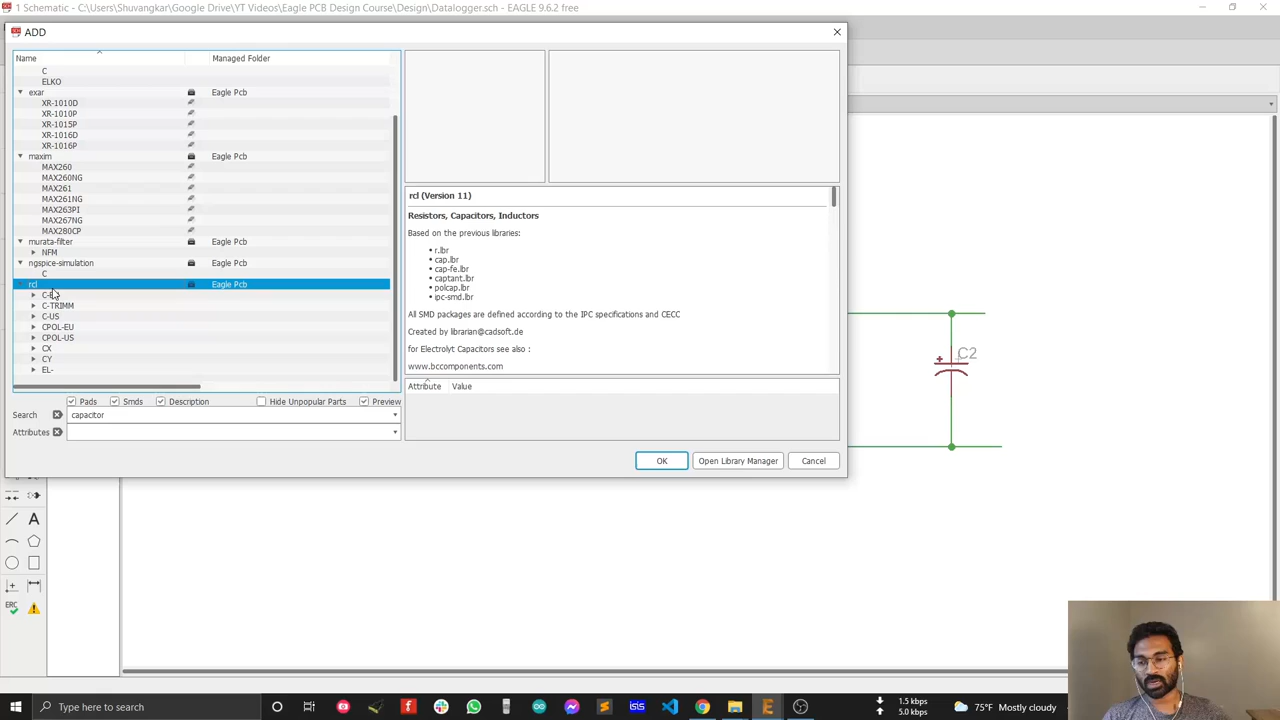 1 Schematic - C:\Users\Shuvangkar\Google Drive\YT Videos\Eagle PCB Design Course\Design\Datalogger.sch - EAGLE 9.6.2 free
ADD
Name Managed Folder
C
ELKO
exar Eagle Pcb
XR-1010D
XR-1010P
XR-1015P
XR-1016D
XR-1016P
maxim Eagle Pcb
MAX260
MAX260NG
MAX261
MAX261NG
MAX263PI
MAX267NG
MAX280CP
murata-filter Eagle Pcb
NFM
ngspice-simulation Eagle Pcb
C
rcl Eagle Pcb
C-TRIMM
C-US
CPOL-EU
CPOL-US
CX
CY
EL-
rcl (Version 11)
Resistors, Capacitors, Inductors
Based on the previous libraries:
• r.lbr
• cap.lbr
• cap-fe.lbr
• captant.lbr
• polcap.lbr
• ipc-smd.lbr
All SMD packages are defined according to the IPC specifications and CECC
Created by librarian@cadsoft.de
for Electrolyt Capacitors see also :
www.bccomponents.com
Attribute Value
Pads Smds Description Hide Unpopular Parts Preview
Search capacitor
Attributes
OK Open Library Manager Cancel
C2
A
ERC
Type here to search
1.5 kbps
5.0 kbps
75°F Mostly cloudy